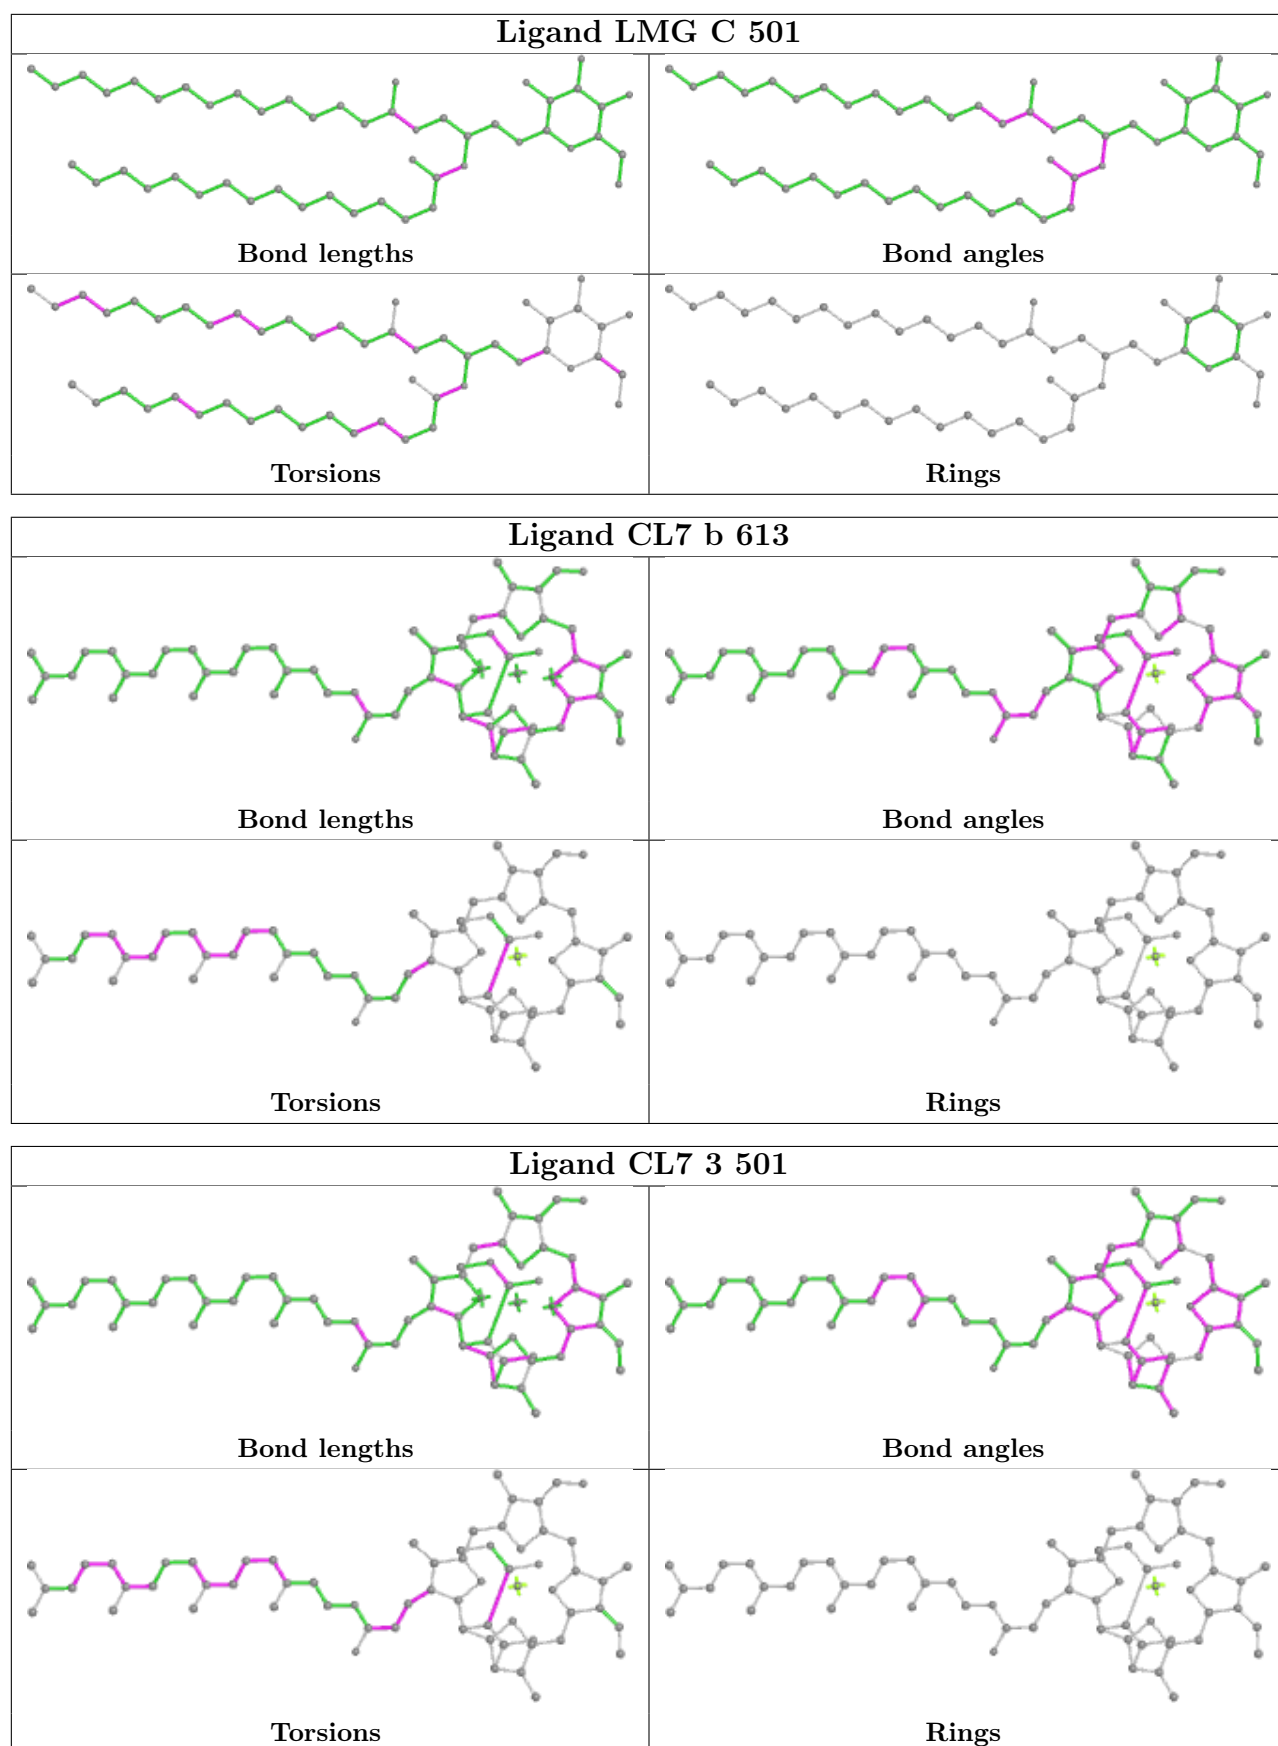 Ligand LMG C 501
Bond lengths
Bond angles
Torsions
Rings
Ligand CL7 b 613
Bond lengths
Bond angles
Torsions
Rings
Ligand CL7 3 501
Bond lengths
Bond angles
Torsions
Rings